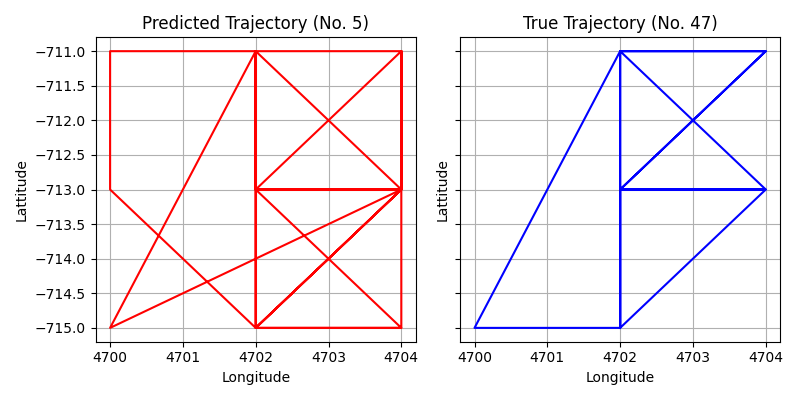 Predicted Trajectory (No. 5)
True Trajectory (No. 47)
−711.0
−711.5
−712.0
−712.5
−713.0
−713.5
−714.0
−714.5
−715.0
Lattitude
Lattitude
4700 4701 4702 4703 4704
4700 4701 4702 4703 4704
Longitude
Longitude